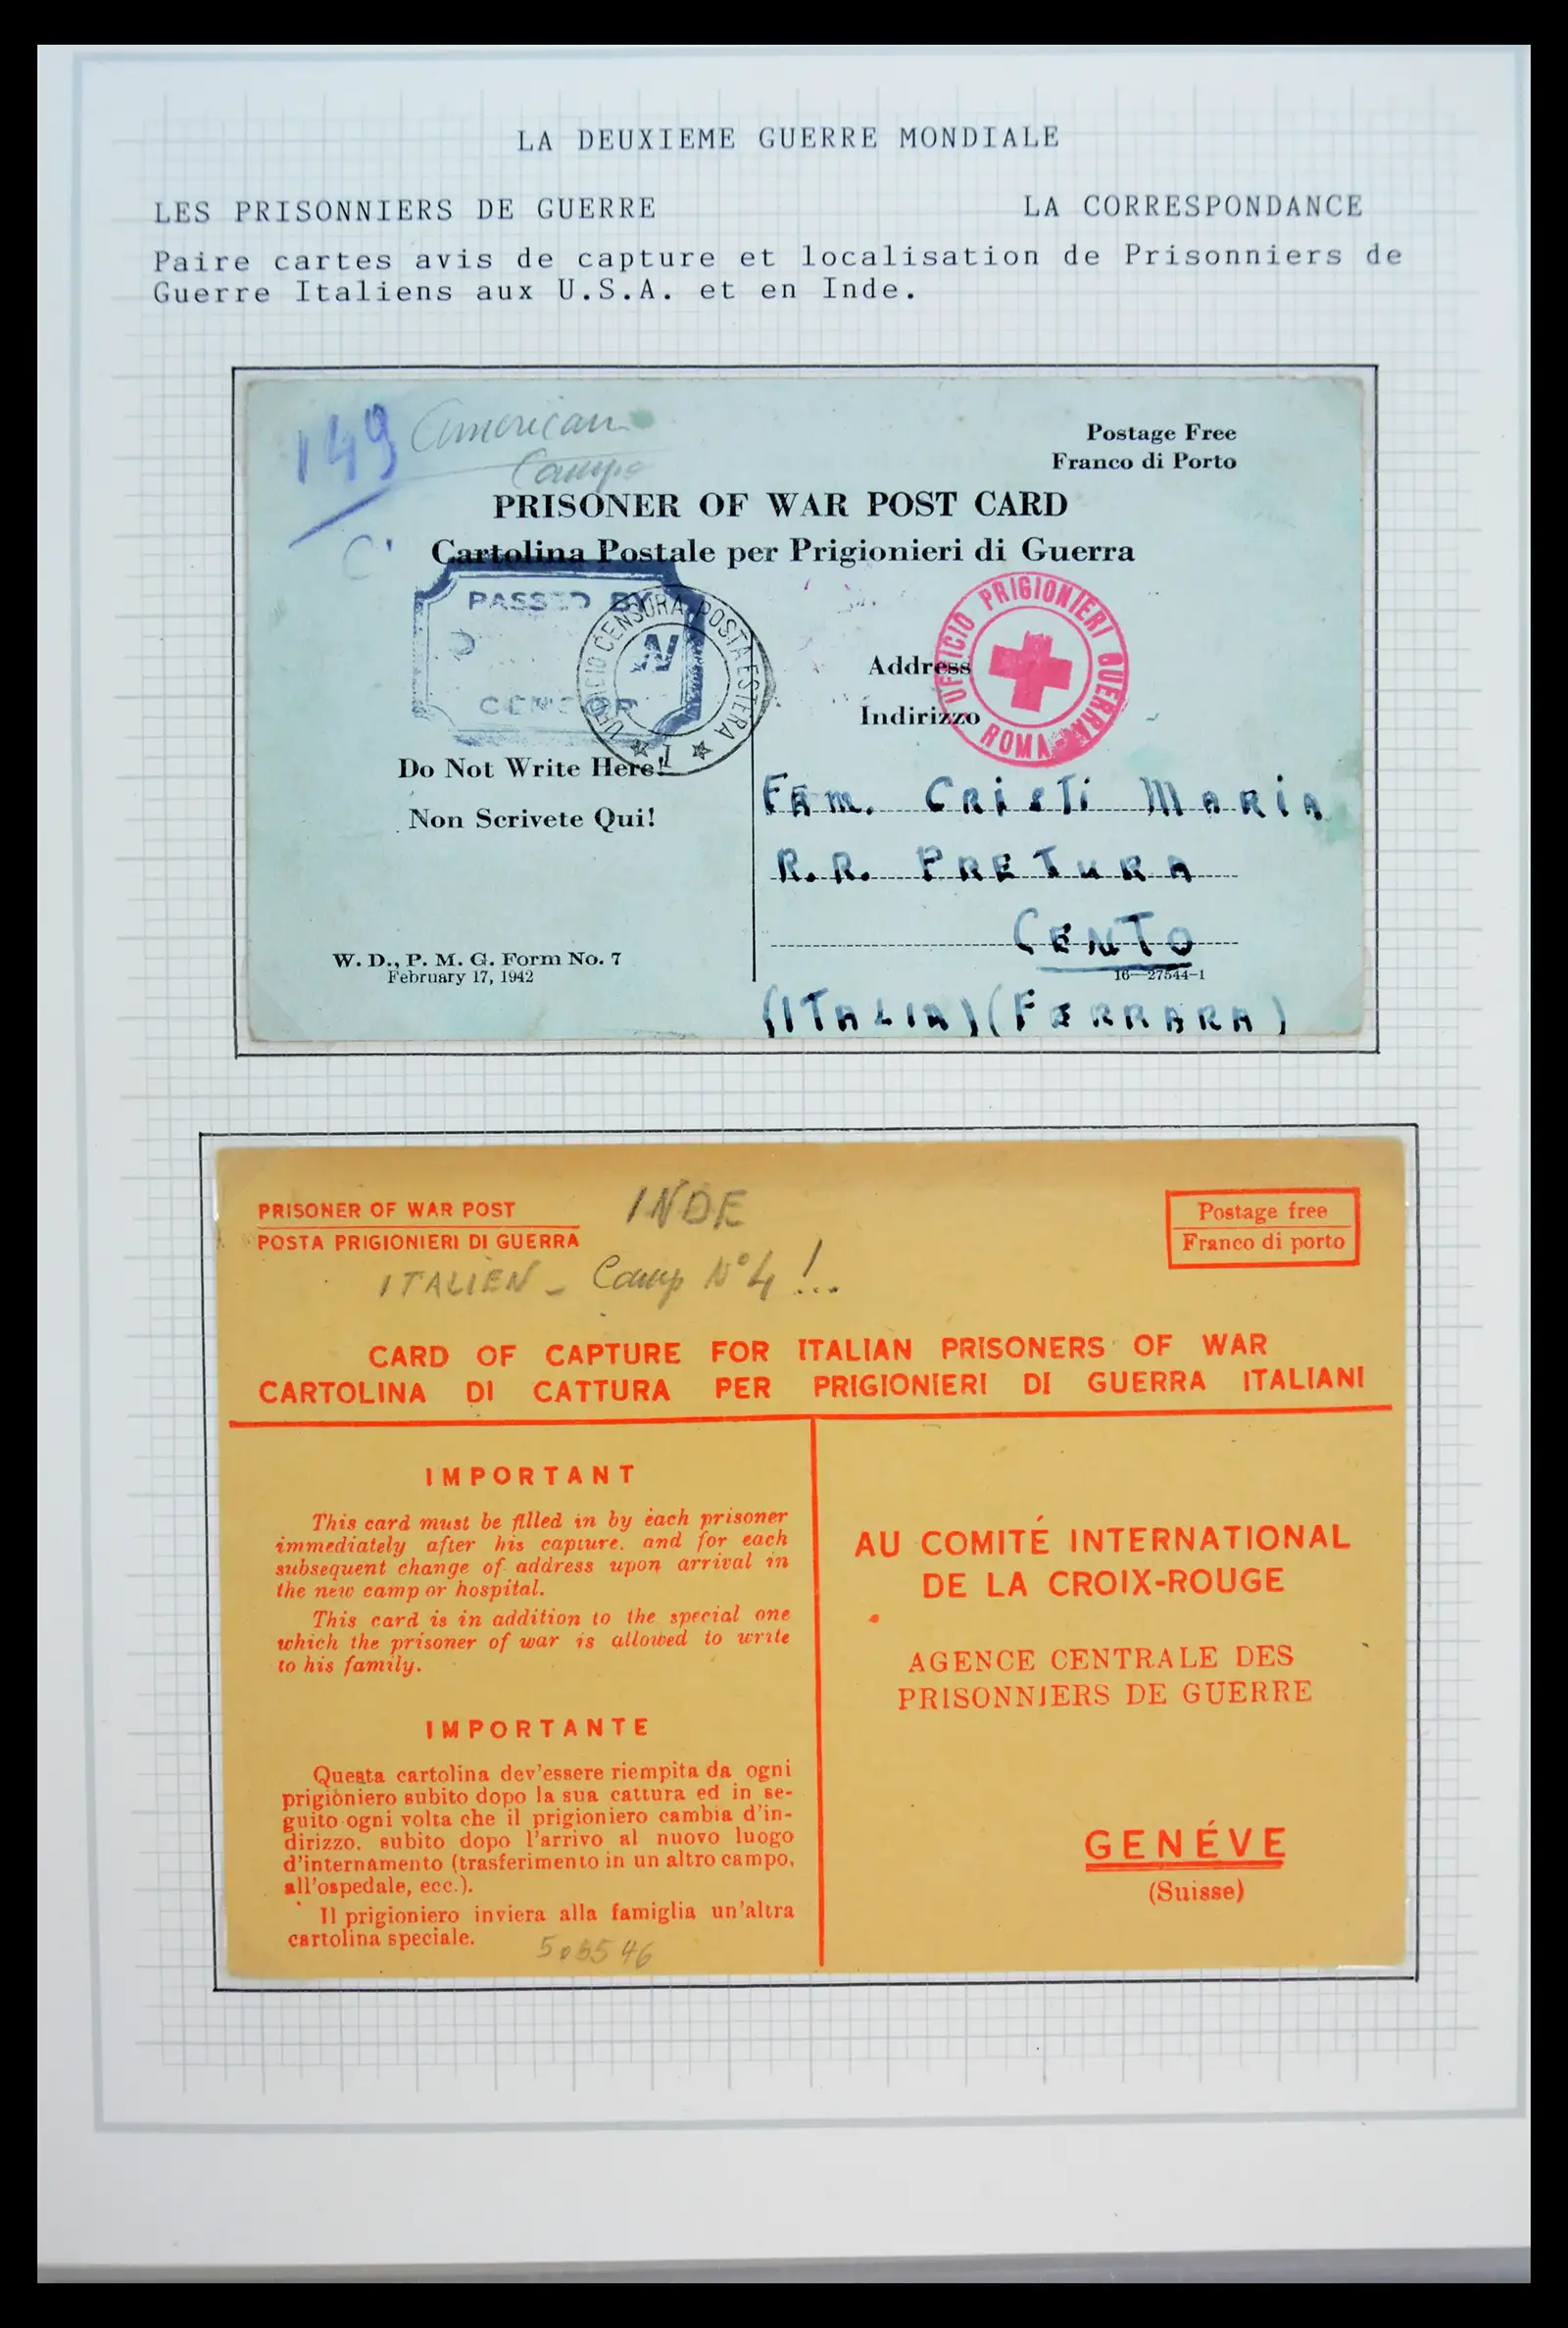 LA DEUXIEME GUERRE MONDIALE
LES PRISONNIERS DE GUERRE
LA CORRESPONDANCE
Paire cartes avis de capture et localisation de Prisonniers de
Guerre Italiens aux U.S.A. et en Inde.
149
American
Camp
Postage Free
Franco di Porto
PRISONER OF WAR POST CARD
Cartolina Postale per Prigionieri di Guerra
PASSED BY
CENSOR
UFFICIO CENSURA POSTA ESTERA
N
1
UFFICIO PRIGIONIERI GUERRA
ROMA
Address
Indirizzo
Do Not Write Here!
Non Scrivete Qui!
FAM. CRISTI MARIA
R.R. PRETURA
CENTO
(ITALIA) (FERRARA)
W. D., P. M. G. Form No. 7
February 17, 1942
16—27544-1
PRISONER OF WAR POST
POSTA PRIGIONIERI DI GUERRA
INDE
ITALIEN - Camp N°4!...
Postage free
Franco di porto
CARD OF CAPTURE FOR ITALIAN PRISONERS OF WAR
CARTOLINA DI CATTURA PER PRIGIONIERI DI GUERRA ITALIANI
IMPORTANT
This card must be filled in by each prisoner
immediately after his capture. and for each
subsequent change of address upon arrival in
the new camp or hospital.
This card is in addition to the special one
which the prisoner of war is allowed to write
to his family.
IMPORTANTE
Questa cartolina dev'essere riempita da ogni
prigioniero subito dopo la sua cattura ed in se-
guito ogni volta che il prigioniero cambia d'in-
dirizzo. subito dopo l'arrivo al nuovo luogo
d'internamento (trasferimento in un altro campo,
all'ospedale, ecc.).
Il prigioniero inviera alla famiglia un'altra
cartolina speciale.
AU COMITÉ INTERNATIONAL
DE LA CROIX-ROUGE
AGENCE CENTRALE DES
PRISONNIERS DE GUERRE
GENÉVE
(Suisse)